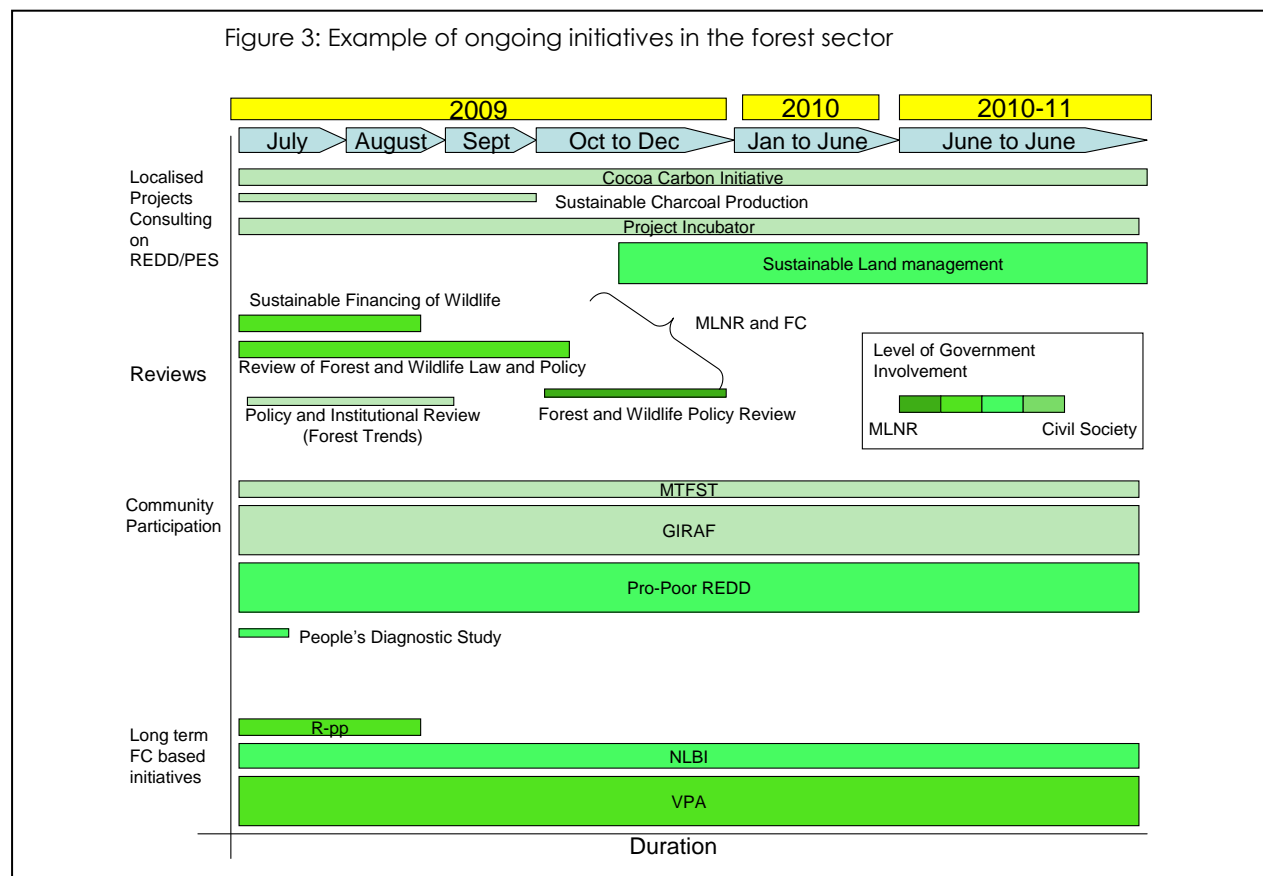 Figure 3: Example of ongoing initiatives in the forest sector
2009
2010
2010-11
July
August
Sept
Oct to Dec
Jan to June
June to June
Localised
Projects
Consulting
on
REDD/PES
Cocoa Carbon Initiative
Sustainable Charcoal Production
Project Incubator
Sustainable Land management
Reviews
Sustainable Financing of Wildlife
MLNR and FC
Review of Forest and Wildlife Law and Policy
Policy and Institutional Review
(Forest Trends)
Forest and Wildlife Policy Review
Level of Government
Involvement
MLNR
Civil Society
Community
Participation
MTFST
GIRAF
Pro-Poor REDD
People's Diagnostic Study
Long term
FC based
initiatives
R-pp
NLBI
VPA
Duration